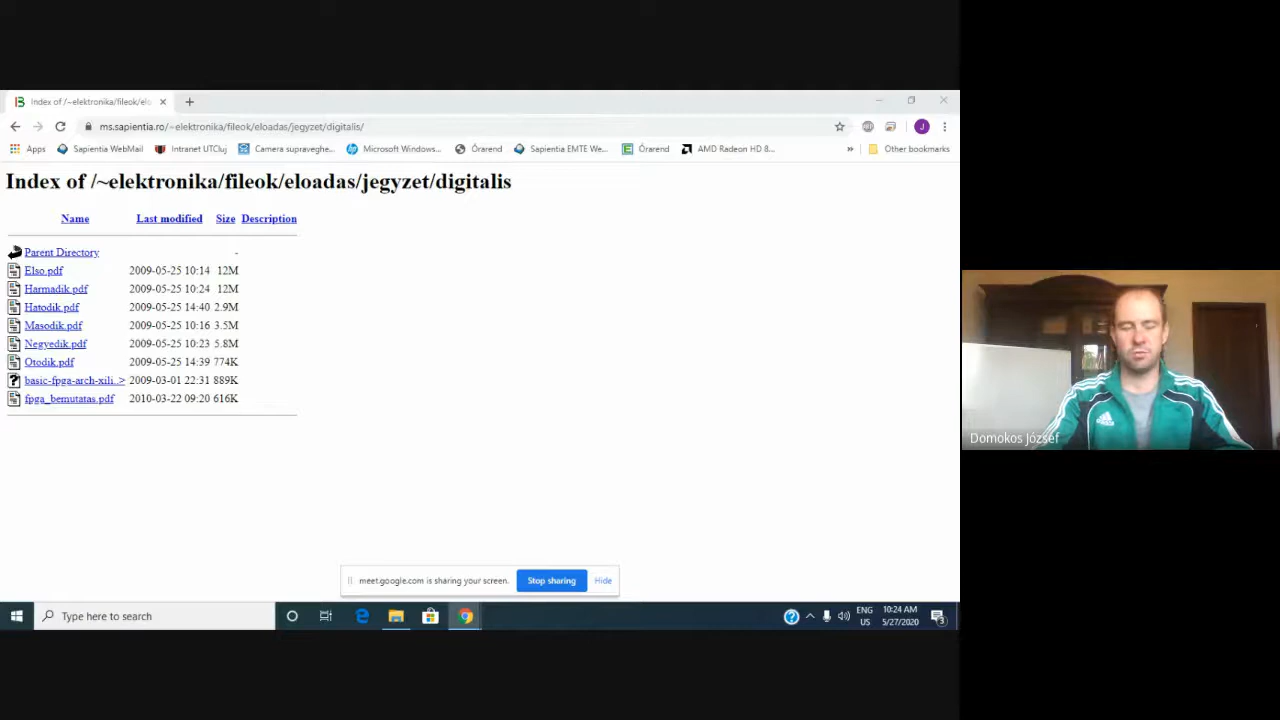 Index of /~elektronika/fileok/elo
ms.sapientia.ro/~elektronika/fileok/eloadas/jegyzet/digitalis/
Apps Sapientia WebMail Intranet UTCluj Camera supraveghe... Microsoft Windows... Órarend Sapientia EMTE We... Órarend AMD Radeon HD 8... » Other bookmarks
Index of /~elektronika/fileok/eloadas/jegyzet/digitalis
Name Last modified Size Description
Parent Directory -
Elso.pdf 2009-05-25 10:14 12M
Harmadik.pdf 2009-05-25 10:24 12M
Hatodik.pdf 2009-05-25 14:40 2.9M
Masodik.pdf 2009-05-25 10:16 3.5M
Negyedik.pdf 2009-05-25 10:23 5.8M
Otodik.pdf 2009-05-25 14:39 774K
basic-fpga-arch-xili..> 2009-03-01 22:31 889K
fpga_bemutatas.pdf 2010-03-22 09:20 616K
Domokos József
meet.google.com is sharing your screen. Stop sharing Hide
Type here to search
ENG 10:24 AM
US 5/27/2020